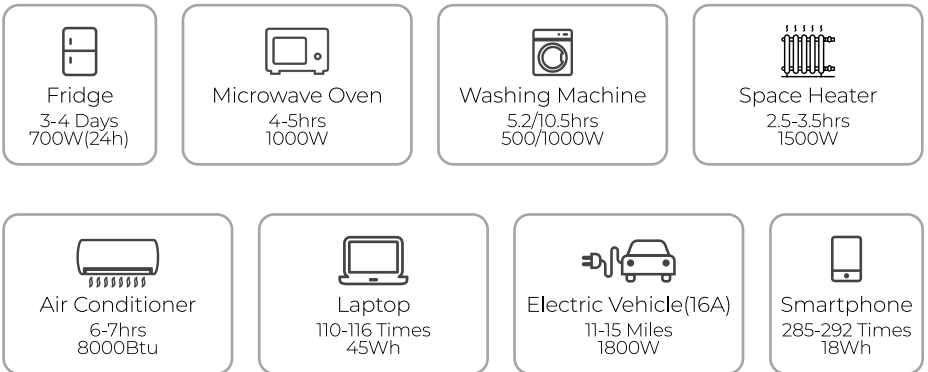 Fridge
3-4 Days
700W(24h)
Microwave Oven
4-5hrs
1000W
Washing Machine
5.2/10.5hrs
500/1000W
Space Heater
2.5-3.5hrs
1500W
Air Conditioner
6-7hrs
8000Btu
Laptop
110-116 Times
45Wh
Electric Vehicle(16A)
11-15 Miles
1800W
Smartphone
285-292 Times
18Wh